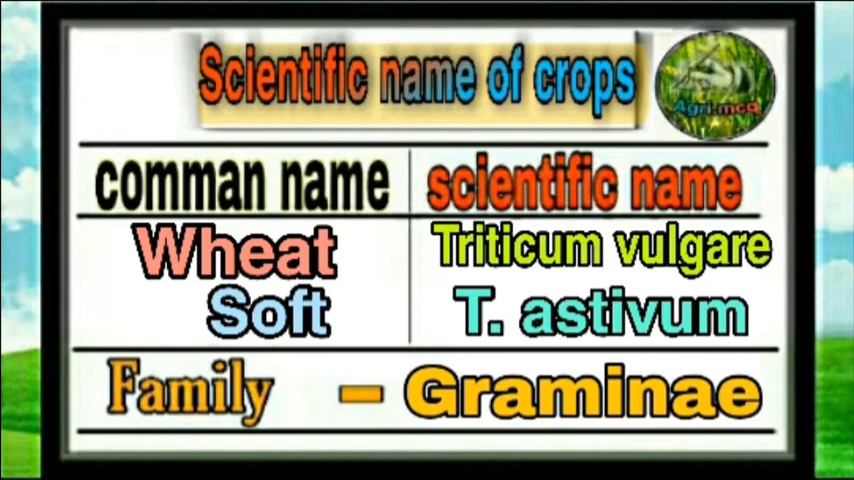 Scientific name of crops
Agri-mcq
comman name scientific name
Wheat Triticum vulgare
Soft T. astivum
Family – Graminae